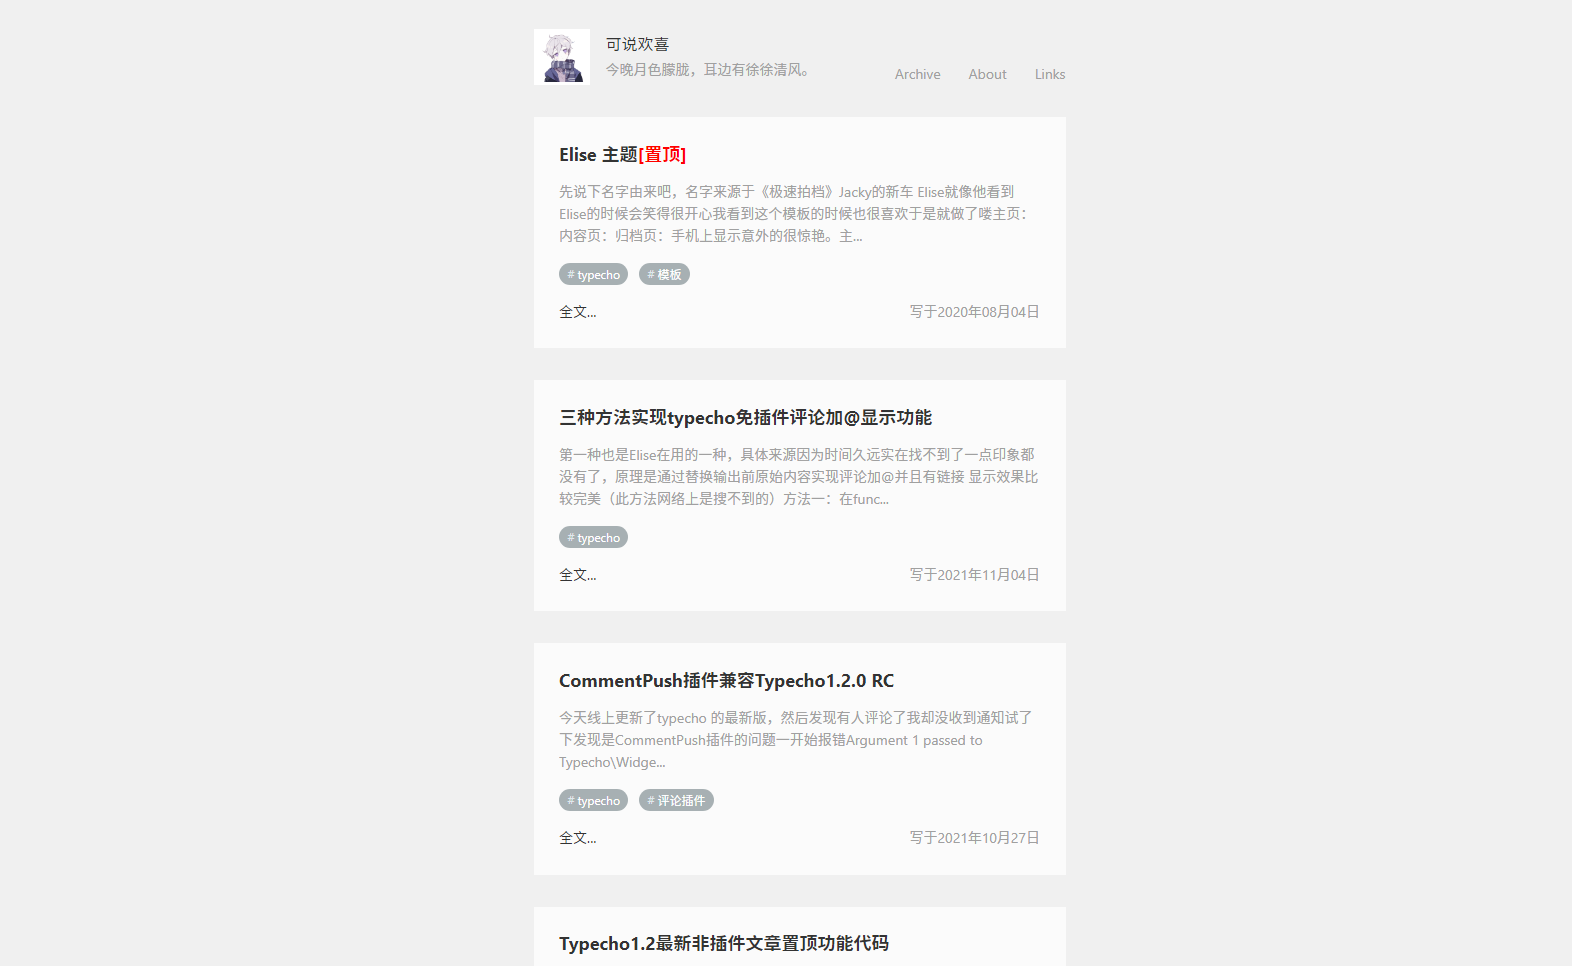 可说欢喜
今晚月色朦胧，耳边有徐徐清风。
Archive About Links
Elise 主题[置顶]
先说下名字由来吧，名字来源于《极速拍档》Jacky的新车 Elise就像他看到
Elise的时候会笑得很开心我看到这个模板的时候也很喜欢于是就做了喽主页：
内容页：归档页：手机上显示意外的很惊艳。主...
# typecho # 模板
全文... 写于2020年08月04日
三种方法实现typecho免插件评论加@显示功能
第一种也是Elise在用的一种，具体来源因为时间久远实在找不到了一点印象都
没有了，原理是通过替换输出前原始内容实现评论加@并且有链接 显示效果比
较完美（此方法网络上是搜不到的）方法一：在func...
# typecho
全文... 写于2021年11月04日
CommentPush插件兼容Typecho1.2.0 RC
今天线上更新了typecho 的最新版，然后发现有人评论了我却没收到通知试了
下发现是CommentPush插件的问题一开始报错Argument 1 passed to
Typecho\Widge...
# typecho # 评论插件
全文... 写于2021年10月27日
Typecho1.2最新非插件文章置顶功能代码